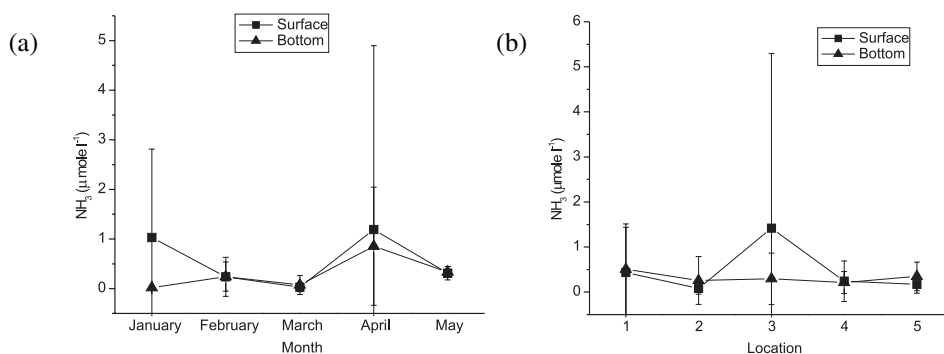 (a)
Surface
Bottom
5
4
3
2
1
0
NH₃ (μ mole l⁻¹)
January February March April May
Month
(b)
Surface
Bottom
6
5
4
3
2
1
0
NH₃ (μmole l⁻¹)
1 2 3 4 5
Location